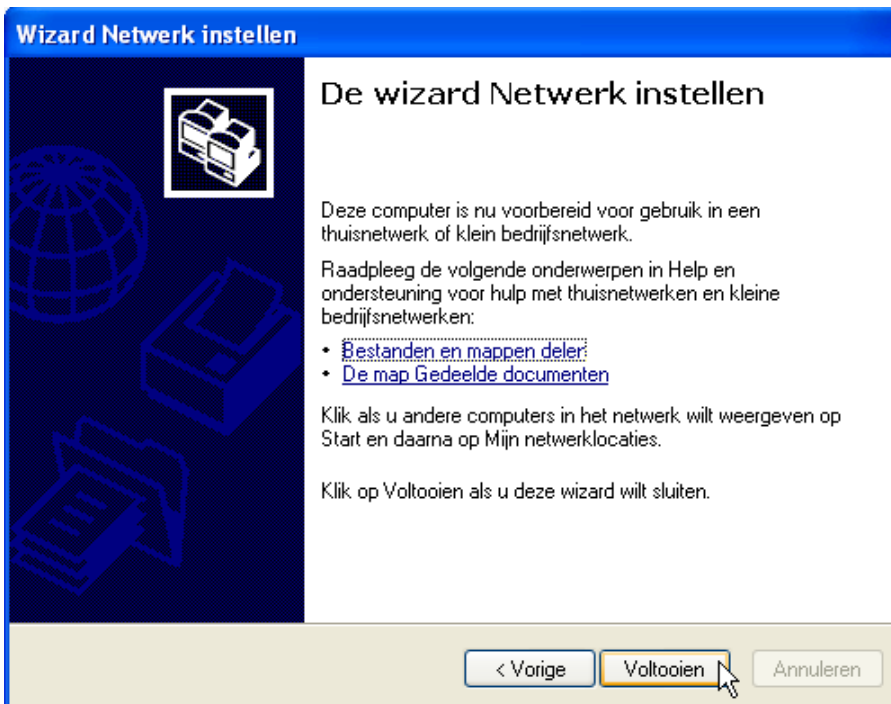 Wizard Netwerk instellen
De wizard Netwerk instellen
Deze computer is nu voorbereid voor gebruik in een
thuisnetwerk of klein bedrijfsnetwerk.
Raadpleeg de volgende onderwerpen in Help en
ondersteuning voor hulp met thuisnetwerken en kleine
bedrijfsnetwerken:
• Bestanden en mappen deler
• De map Gedeelde documenten
Klik als u andere computers in het netwerk wilt weergeven op
Start en daarna op Mijn netwerklocaties.
Klik op Voltooien als u deze wizard wilt sluiten.
< Vorige
Voltooien
Annuleren